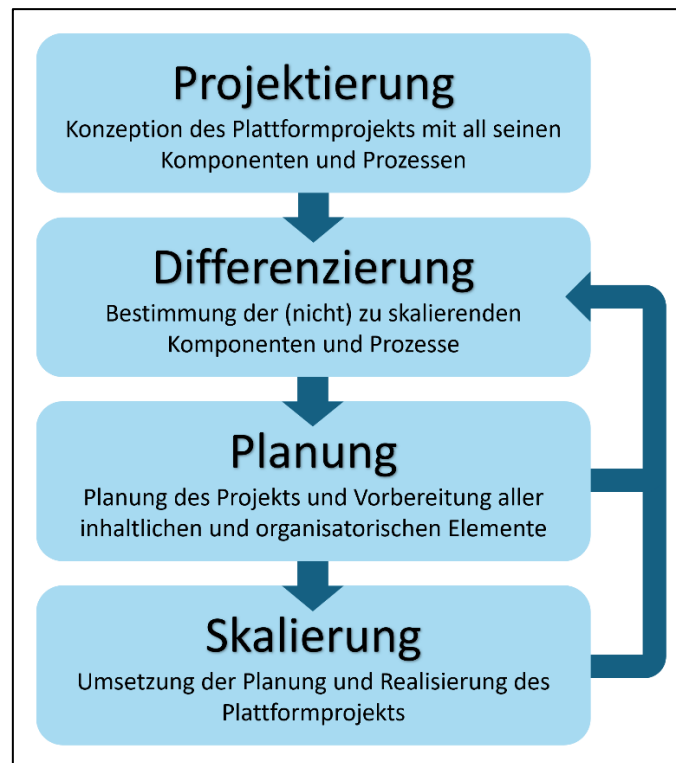 Projektierung
Konzeption des Plattformprojekts mit all seinen
Komponenten und Prozessen
Differenzierung
Bestimmung der (nicht) zu skalierenden
Komponenten und Prozesse
Planung
Planung des Projekts und Vorbereitung aller
inhaltlichen und organisatorischen Elemente
Skalierung
Umsetzung der Planung und Realisierung des
Plattformprojekts